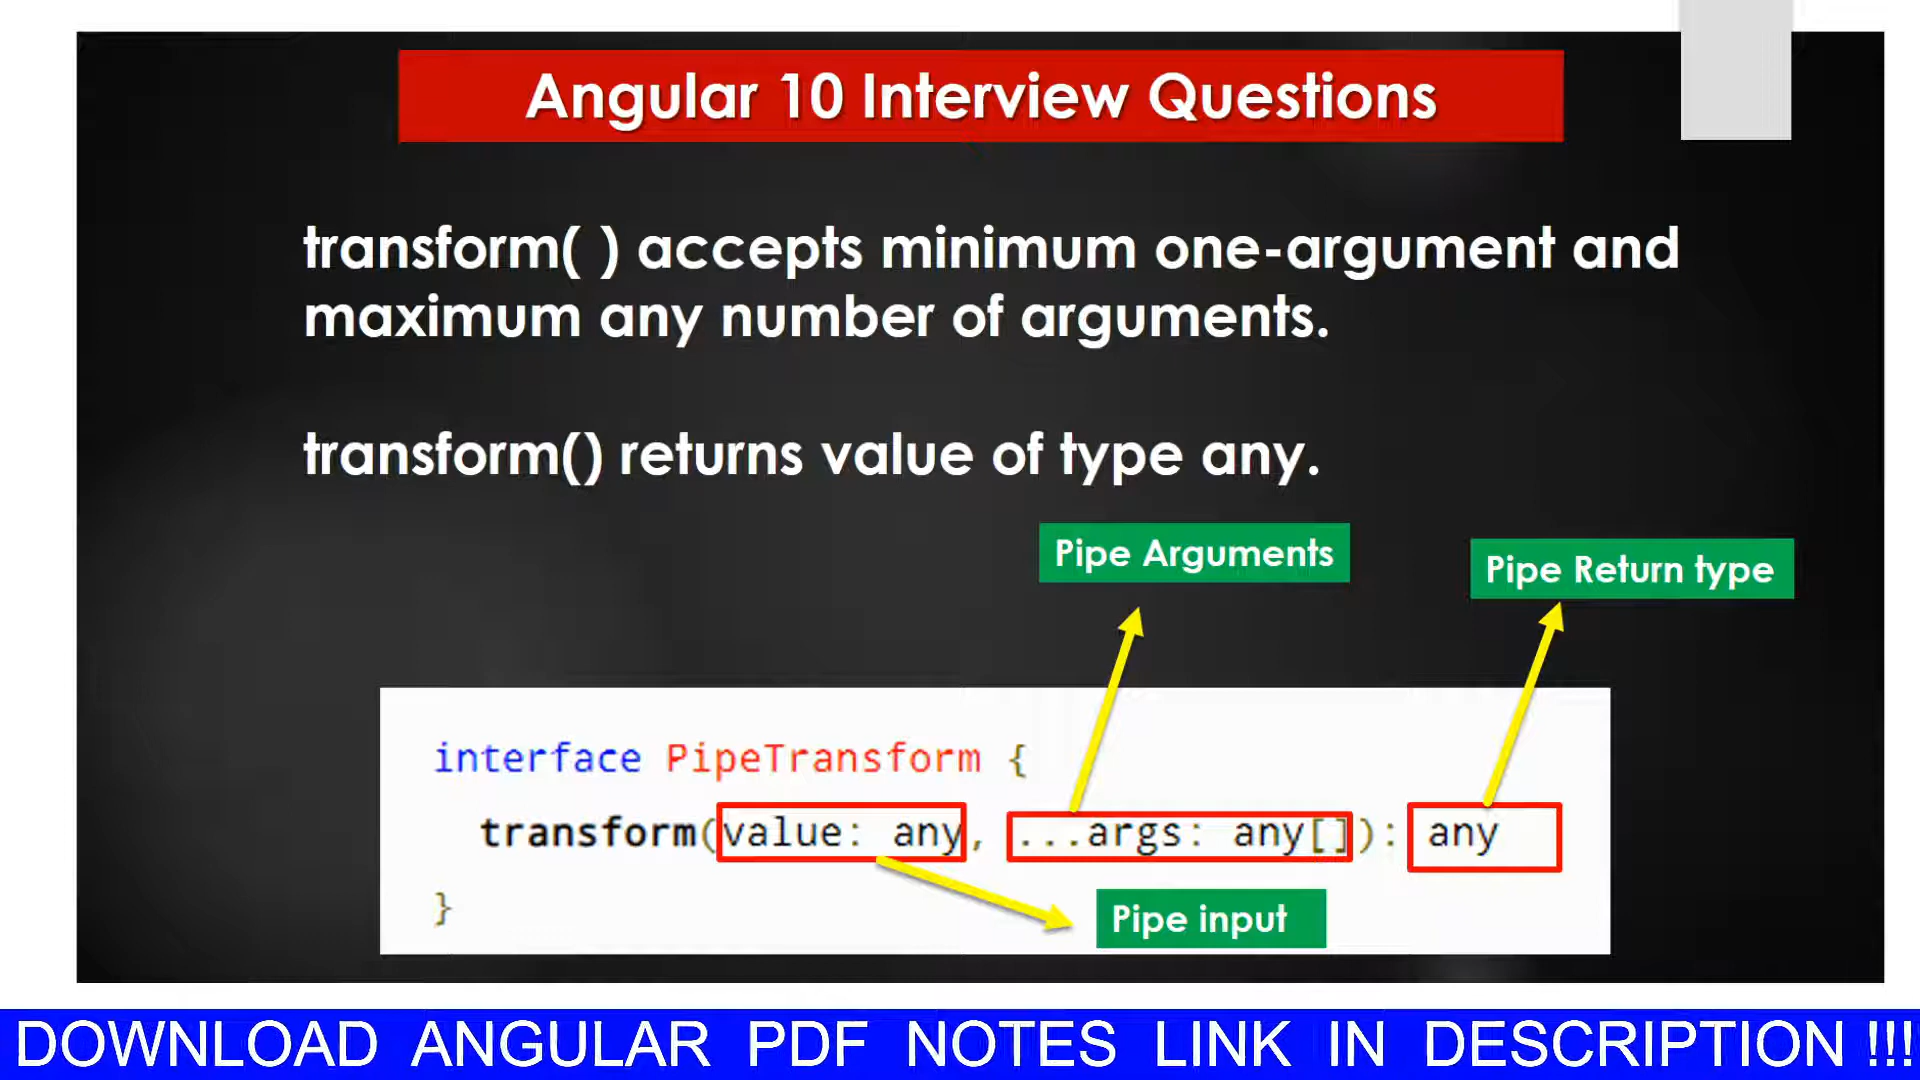 Angular 10 Interview Questions
transform( ) accepts minimum one-argument and
maximum any number of arguments.
transform() returns value of type any.
Pipe Arguments
Pipe Return type
interface PipeTransform {
transform(value: any, ...args: any[]): any
}
Pipe input
DOWNLOAD ANGULAR PDF NOTES LINK IN DESCRIPTION !!!